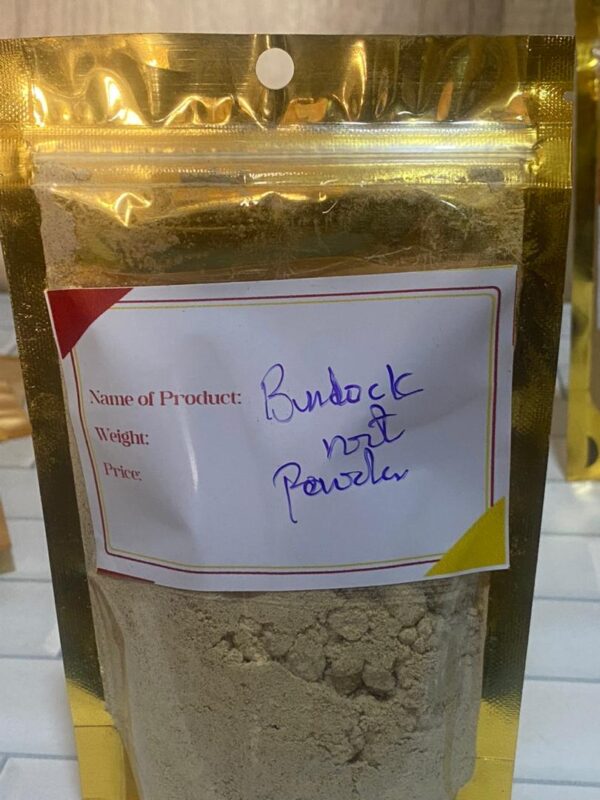 Name of Product: Burdock
Weight: root
Price: Powder